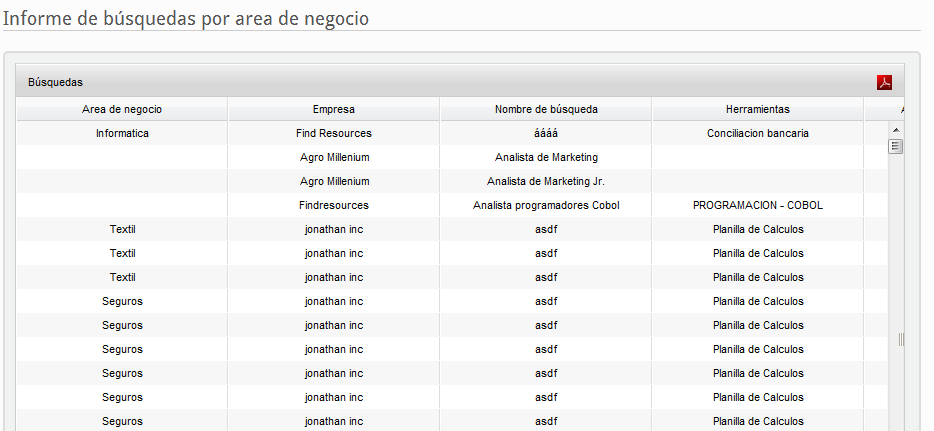 Informe de búsquedas por area de negocio
Búsquedas
Area de negocio Empresa Nombre de búsqueda Herramientas
Informatica Find Resources áááá Conciliacion bancaria
Agro Millenium Analista de Marketing
Agro Millenium Analista de Marketing Jr.
Findresources Analista programadores Cobol PROGRAMACION - COBOL
Textil jonathan inc asdf Planilla de Calculos
Textil jonathan inc asdf Planilla de Calculos
Textil jonathan inc asdf Planilla de Calculos
Seguros jonathan inc asdf Planilla de Calculos
Seguros jonathan inc asdf Planilla de Calculos
Seguros jonathan inc asdf Planilla de Calculos
Seguros jonathan inc asdf Planilla de Calculos
Seguros jonathan inc asdf Planilla de Calculos
Seguros jonathan inc asdf Planilla de Calculos